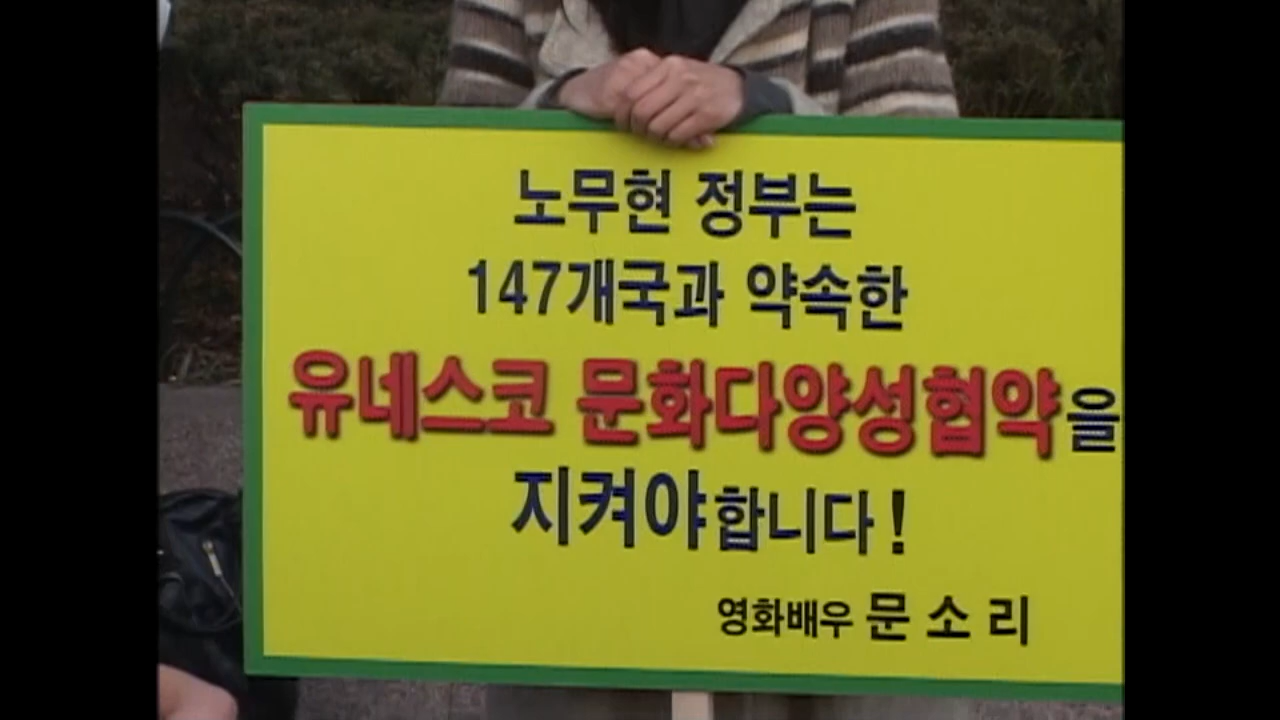 노무현 정부는
147개국과 약속한
유네스코 문화다양성협약을
지켜야합니다!
영화배우 문 소 리